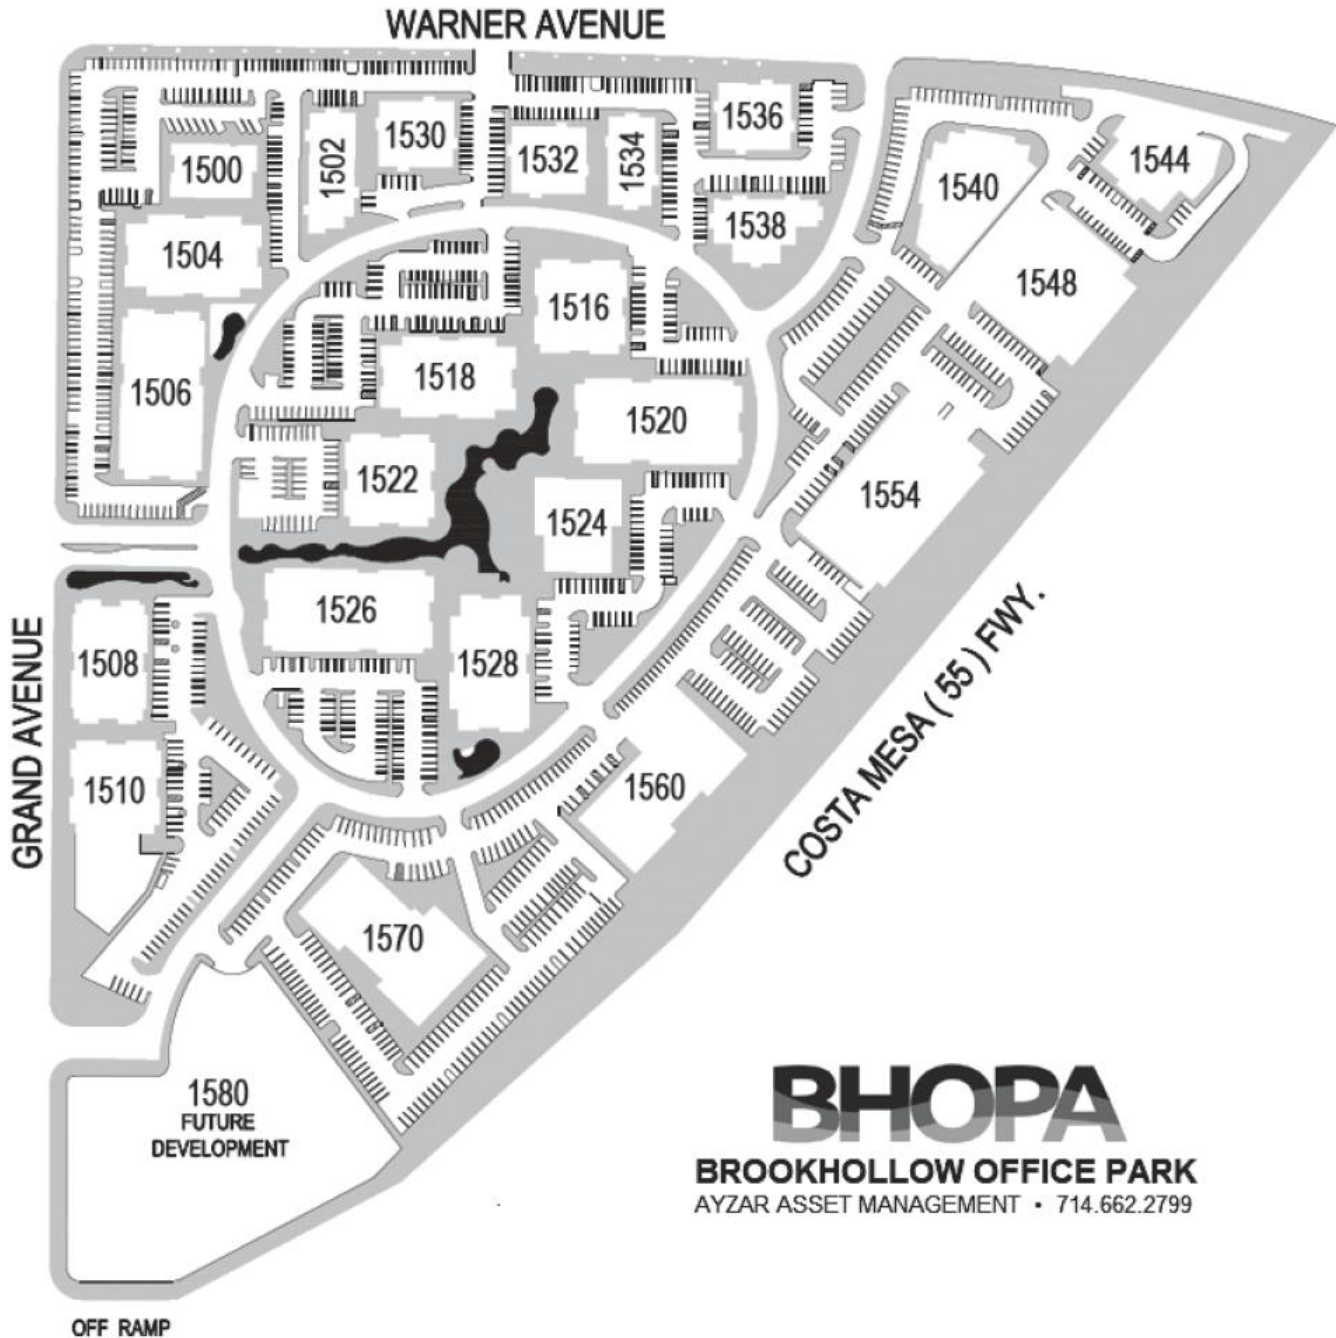 WARNER AVENUE
1536
1530
1532
1534
1502
1500
1544
1540
1538
1504
1548
1516
1518
1506
1520
1522
1554
1524
1526
1508
1528
GRAND AVENUE
COSTA MESA ( 55 ) FWY.
1510
1560
1570
1580
FUTURE
DEVELOPMENT
BHOPA
BROOKHOLLOW OFFICE PARK
AYZAR ASSET MANAGEMENT • 714.662.2799
OFF RAMP